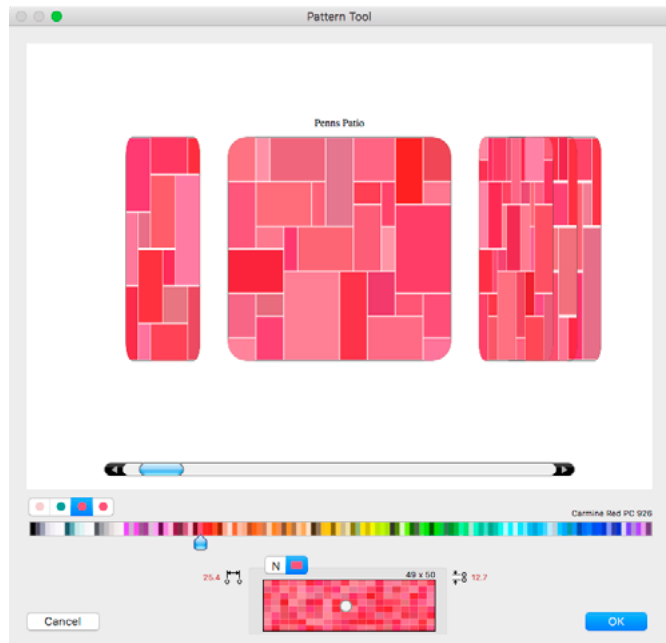 Pattern Tool
Penns Patio
Carmine Red PC 926
25.4
N
49 x 50
12.7
Cancel
OK